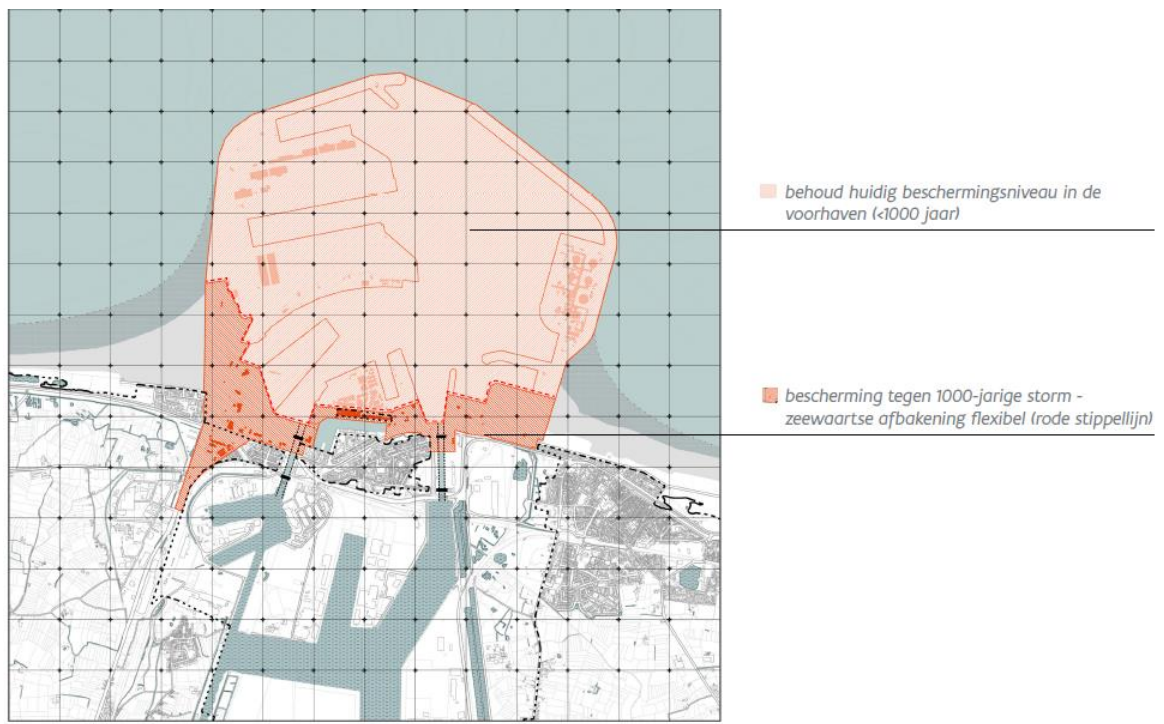 behoud huidig beschermingsniveau in de
voorhaven (<1000 jaar)
bescherming tegen 1000-jarige storm -
zeewaartse afbakening flexibel (rode stippellijn)